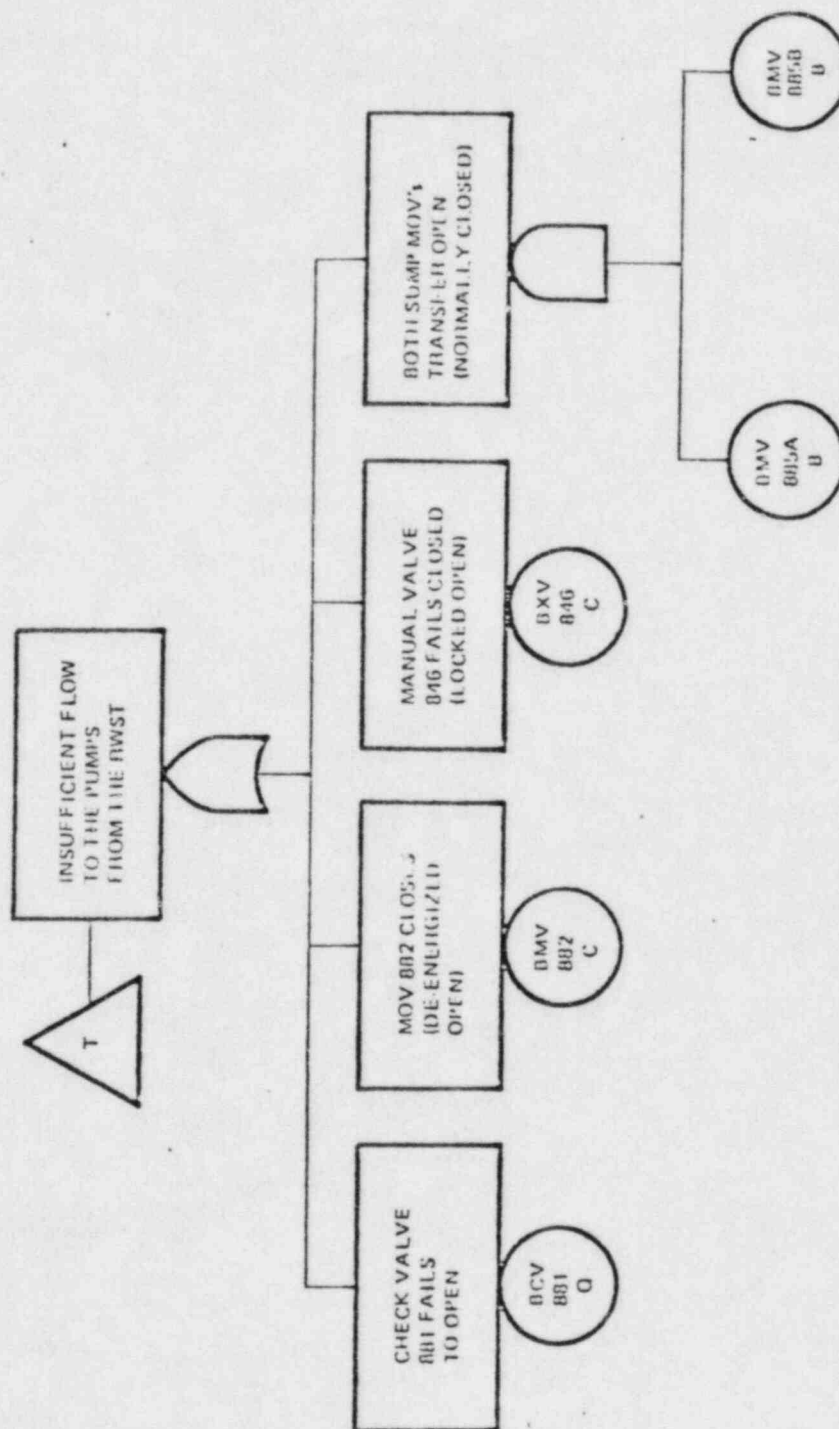 INSUFFICIENT FLOW
TO THE PUMPS
FROM THE RWST
T
CHECK VALVE
881 FAILS
TO OPEN
BCV
881
Q
MOV 882 CLOSES
(DE-ENERGIZED
OPEN)
BMV
882
C
MANUAL VALVE
846 FAILS CLOSED
(LOCKED OPEN)
BXV
846
C
BOTH SUMP MOV's
TRANSFER OPEN
(NORMALLY CLOSED)
BMV
885A
B
BMV
885B
B